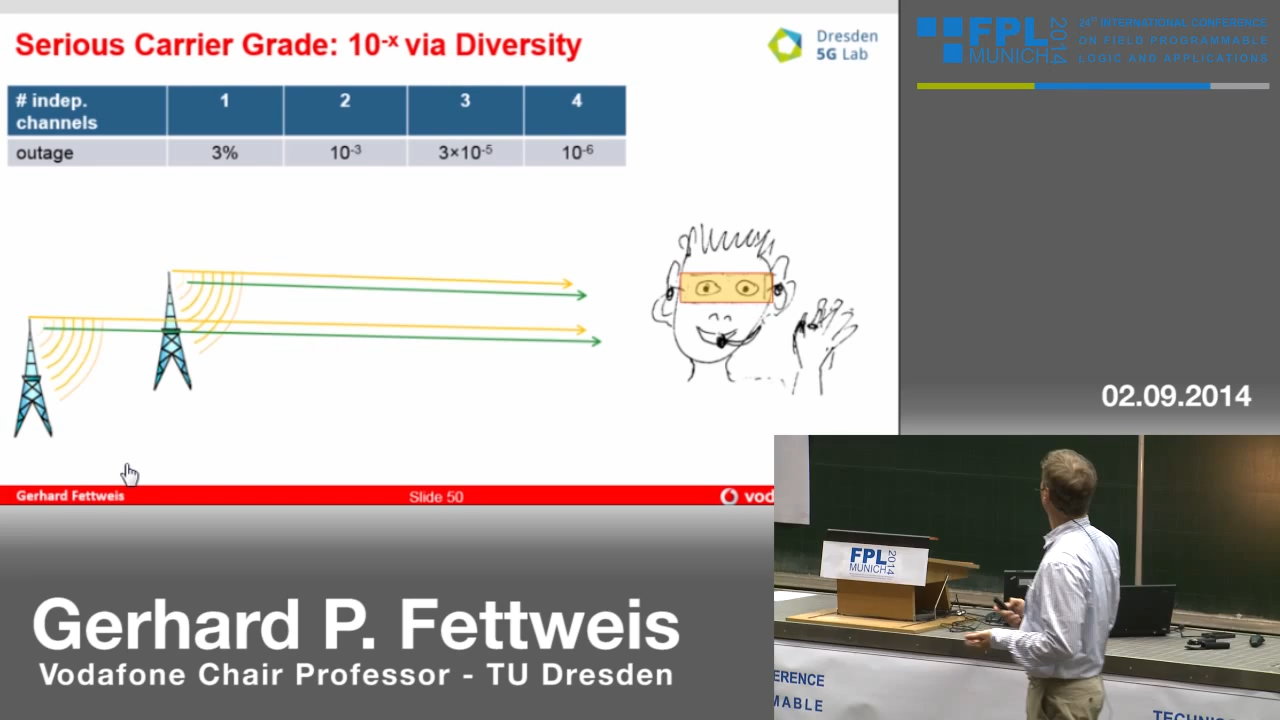 Serious Carrier Grade: 10-x via Diversity
Dresden
5G Lab
# indep. channels 1 2 3 4
outage 3% 10-3 3×10-5 10-6
Gerhard Fettweis Slide 50 vod
FPL 2014
MUNICH
24TH INTERNATIONAL CONFERENCE
ON FIELD PROGRAMMABLE
LOGIC AND APPLICATIONS
02.09.2014
FPL 2014
MUNICH
ERENCE
MABLE
TECHNIC
Gerhard P. Fettweis
Vodafone Chair Professor - TU Dresden